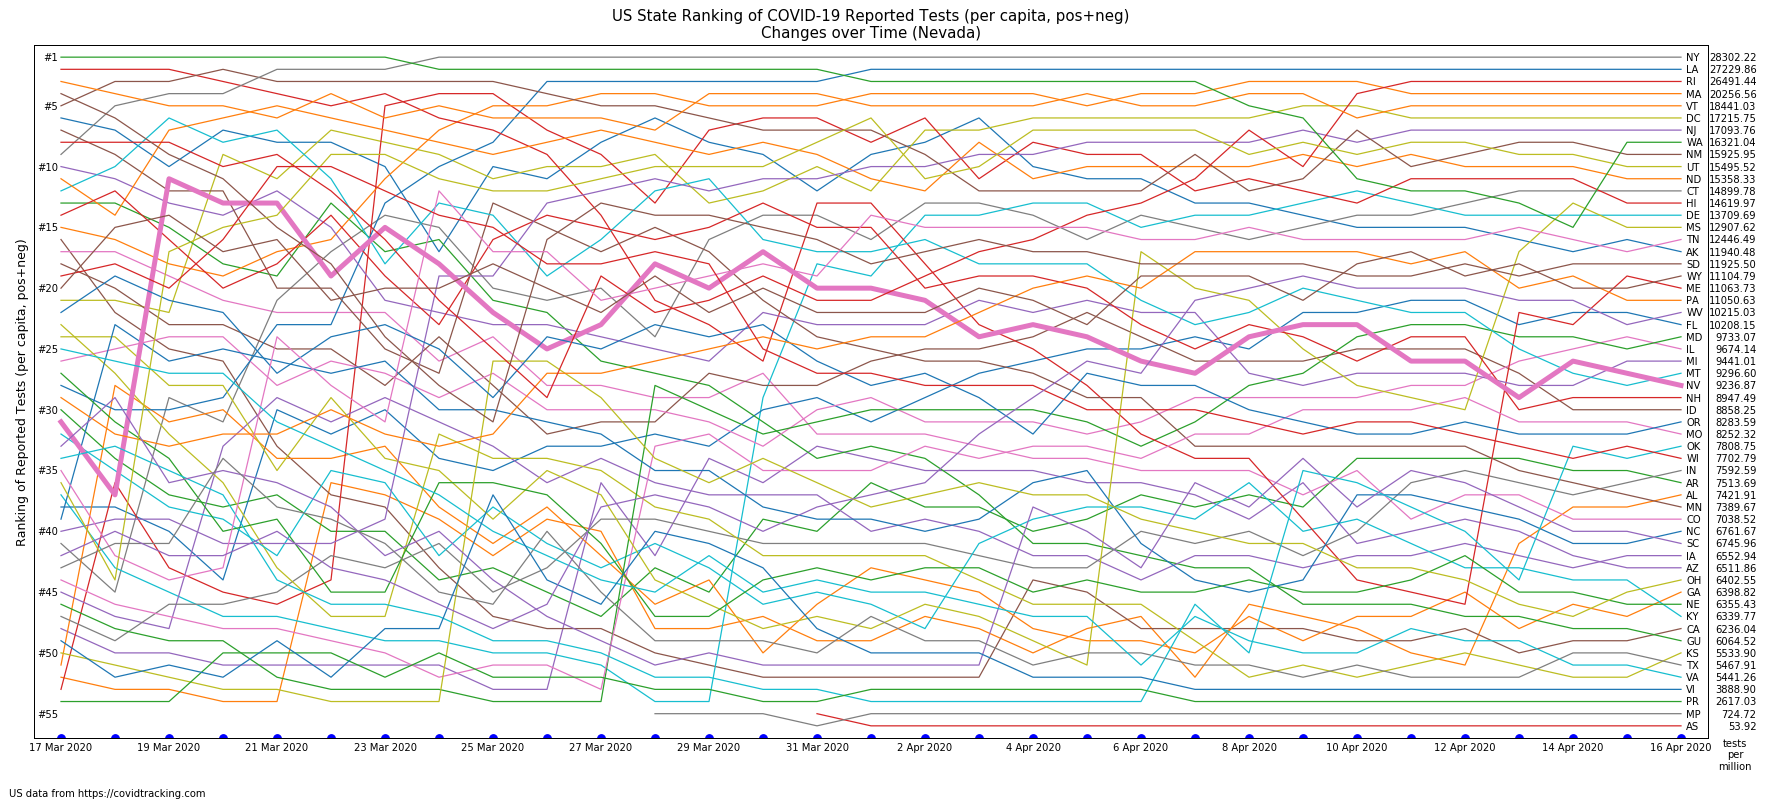 US State Ranking of COVID-19 Reported Tests (per capita, pos+neg)
Changes over Time (Nevada)
Ranking of Reported Tests (per capita, pos+neg)
#1
#5
#10
#15
#20
#25
#30
#35
#40
#45
#50
#55
NY 28302.22
LA 27229.86
RI 26491.44
MA 20256.56
VT 18441.03
DC 17215.75
NJ 17093.76
WA 16321.04
NM 15925.95
UT 15495.52
ND 15358.33
CT 14899.78
HI 14619.97
DE 13709.69
MS 12907.62
TN 12446.49
AK 11940.48
SD 11925.50
WY 11104.79
ME 11063.73
PA 11050.63
WV 10215.03
FL 10208.15
MD 9733.07
IL 9674.14
MI 9441.01
MT 9296.60
NV 9236.87
NH 8947.49
ID 8858.25
OR 8283.59
MO 8252.32
OK 7808.75
WI 7702.79
IN 7592.59
AR 7513.69
AL 7421.91
MN 7389.67
CO 7038.52
NC 6761.67
SC 6745.96
IA 6552.94
AZ 6511.86
OH 6402.55
GA 6398.82
NE 6355.43
KY 6339.77
CA 6236.04
GU 6064.52
KS 5533.90
TX 5467.91
VA 5441.26
VI 3888.90
PR 2617.03
MP 724.72
AS 53.92
17 Mar 2020 19 Mar 2020 21 Mar 2020 23 Mar 2020 25 Mar 2020 27 Mar 2020 29 Mar 2020 31 Mar 2020 2 Apr 2020 4 Apr 2020 6 Apr 2020 8 Apr 2020 10 Apr 2020 12 Apr 2020 14 Apr 2020 16 Apr 2020
tests
per
million
US data from https://covidtracking.com